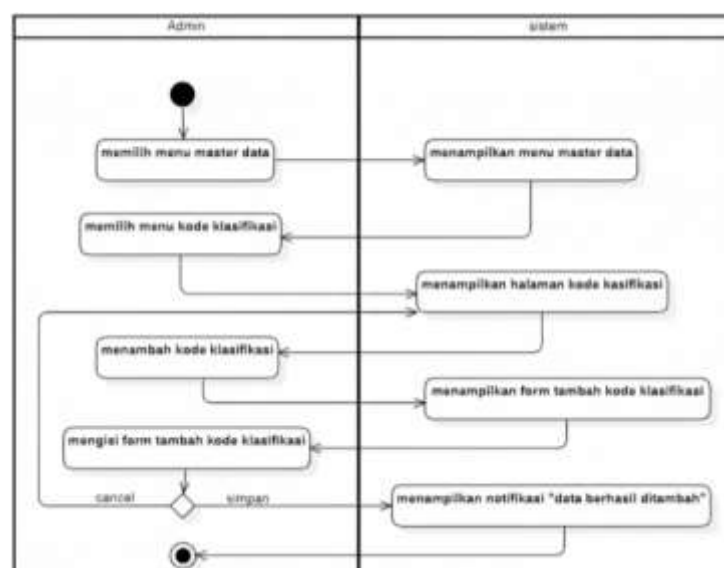 Admin
sistem
memilih menu master data
menampilkan menu master data
memilih menu kode klasifikasi
menampilkan halaman kode kasifikasi
menambah kode klasifikasi
menampilkan form tambah kode klasifikasi
mengisi form tambah kode klasifikasi
cancel
simpan
menampilkan notifikasi "data berhasil ditambah"